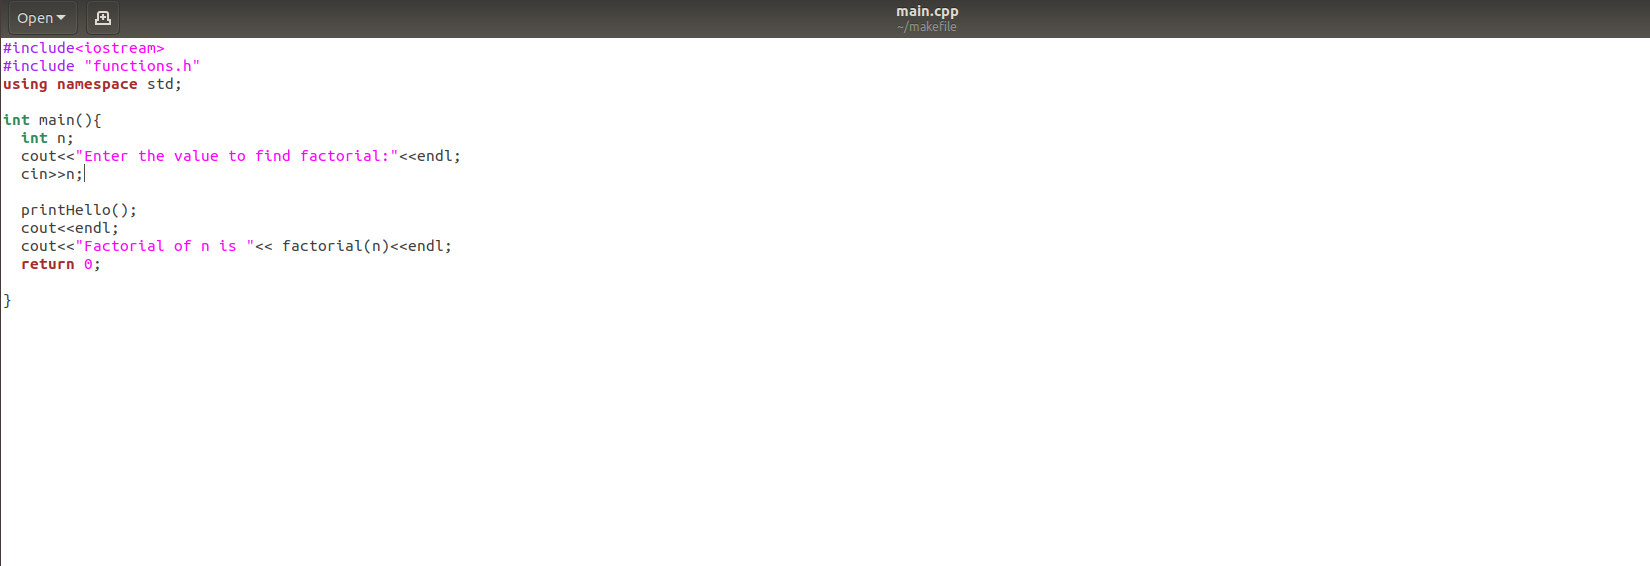 Open
main.cpp
~/makefile
#include<iostream>
#include "functions.h"
using namespace std;
int main(){
  int n;
  cout<<"Enter the value to find factorial:"<<endl;
  cin>>n;
  printHello();
  cout<<endl;
  cout<<"Factorial of n is "<< factorial(n)<<endl;
  return 0;
}